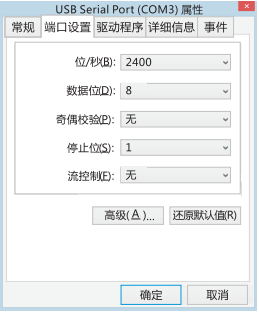 USB Serial Port (COM3) 属性
常规 端口设置 驱动程序 详细信息 事件
位/秒(B): 2400
数据位(D): 8
奇偶校验(P): 无
停止位(S): 1
流控制(F): 无
高级(A)... 还原默认值(R)
确定 取消